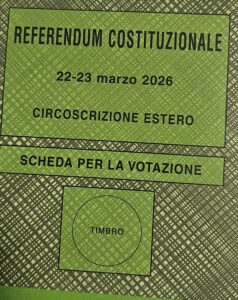 REFERENDUM COSTITUZIONALE
22-23 marzo 2026
CIRCOSCRIZIONE ESTERO
SCHEDA PER LA VOTAZIONE
TIMBRO